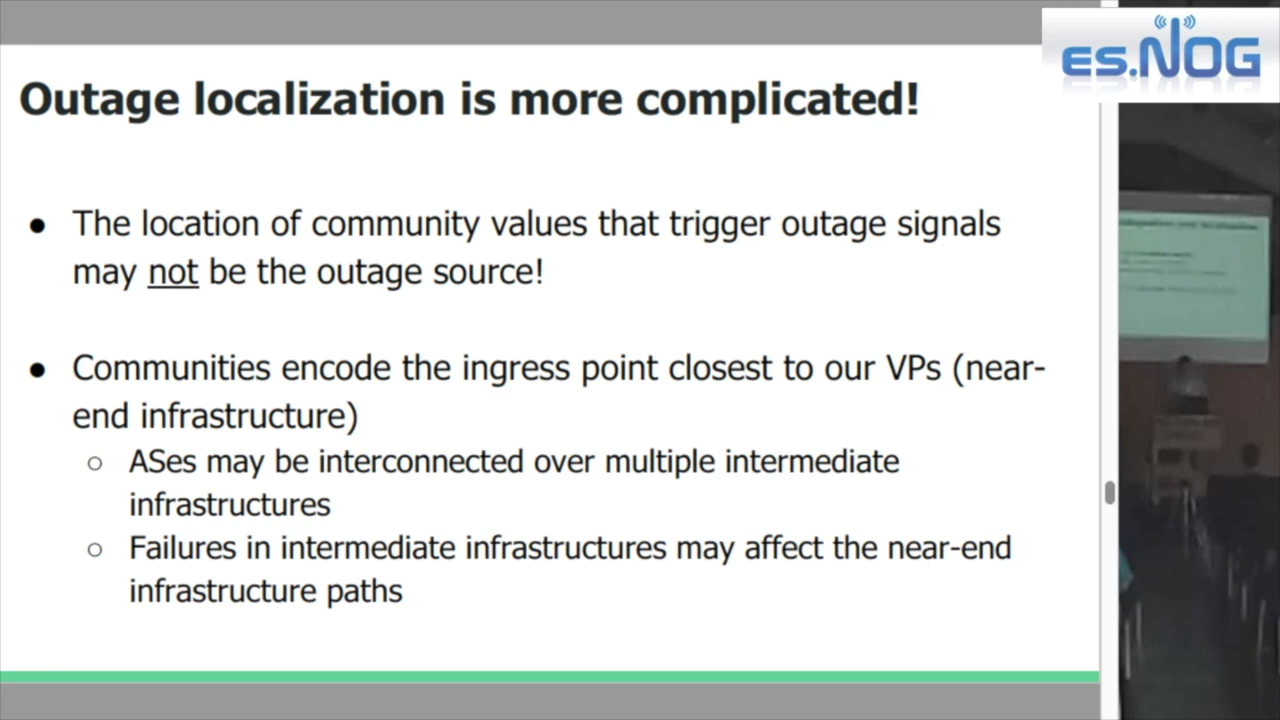 es.NOG
Outage localization is more complicated!
● The location of community values that trigger outage signals
may not be the outage source!
● Communities encode the ingress point closest to our VPs (near-
end infrastructure)
○ ASes may be interconnected over multiple intermediate
infrastructures
○ Failures in intermediate infrastructures may affect the near-end
infrastructure paths